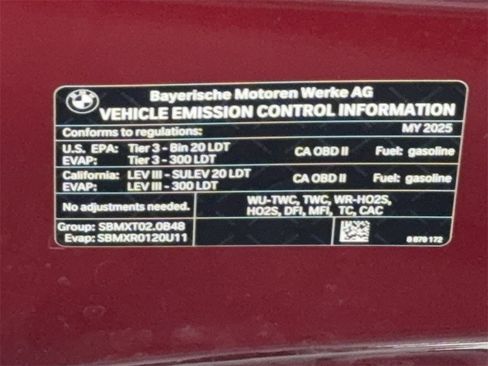 BMW
Bayerische Motoren Werke AG
VEHICLE EMISSION CONTROL INFORMATION
Conforms to regulations: MY 2025
U.S. EPA: Tier 3 - Bin 20 LDT CA OBD II Fuel: gasoline
EVAP: Tier 3 - 300 LDT
California: LEV III - SULEV 20 LDT CA OBD II Fuel: gasoline
EVAP: LEV III - 300 LDT
No adjustments needed. WU-TWC, TWC, WR-HO2S,
HO2S, DFI, MFI, TC, CAC
Group: SBMXT02.0B48
Evap: SBMXR0120U11